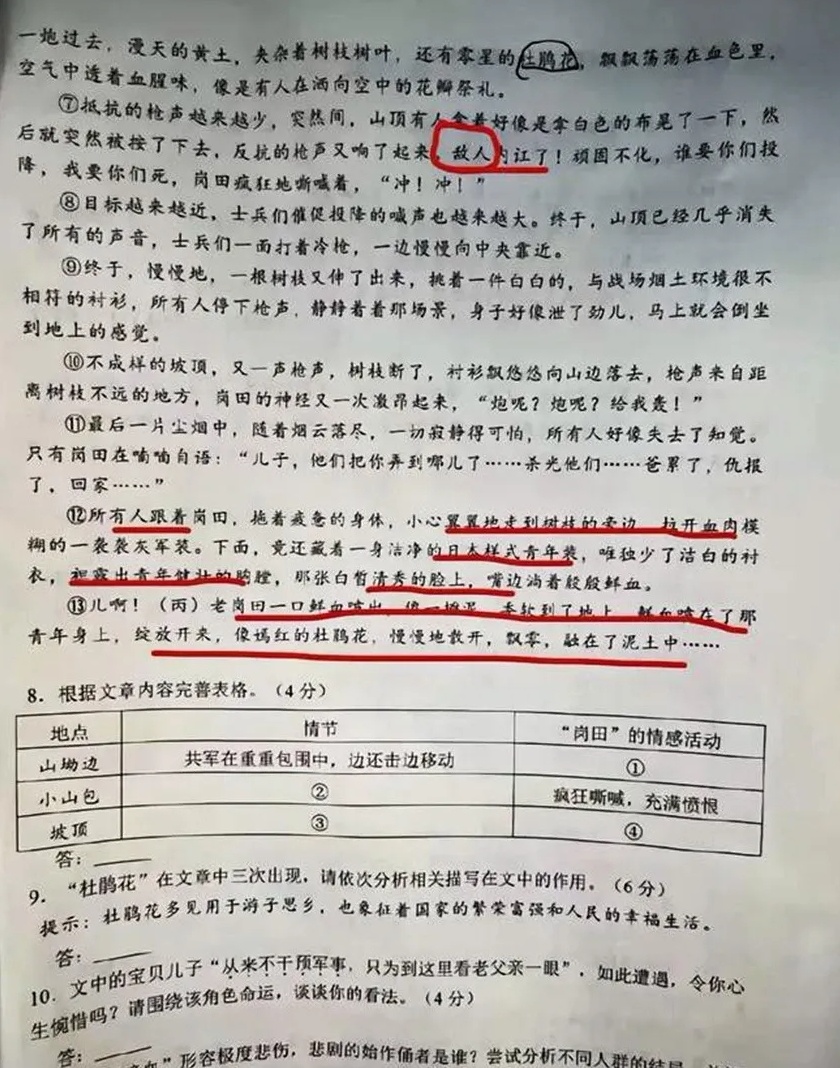 一炮过去，漫天的黄土，夹杂着树枝树叶，还有零星的杜鹃花，飘飘荡荡在血色里，
空气中透着血腥味，像是有人在洒向空中的花瓣祭礼。
⑦抵抗的枪声越来越少，突然间，山顶有人拿着好像是拿白色的布晃了一下，然
后就突然被按了下去，反抗的枪声又响了起来，敌人内讧了！顽固不化，谁要你们投
降，我要你们死，岗田疯狂地嘶喊着，“冲！冲！”
⑧目标越来越近，士兵们催促投降的喊声也越来越大。终于，山顶已经几乎消失
了所有的声音，士兵们一面打着冷枪，一边慢慢向中央靠近。
⑨终于，慢慢地，一根树枝又伸了出来，挑着一件白白的，与战场烟土环境很不
相符的衬衫，所有人停下枪声，静静看着那场景，身子好像泄了劲儿，马上就会倒坐
到地上的感觉。
⑩不成样的坡顶，又一声枪声，树枝断了，衬衫飘悠悠向山边落去，枪声来自距
离树枝不远的地方，岗田的神经又一次激昂起来，“炮呢？炮呢？给我轰！”
⑪最后一片尘烟中，随着烟云落尽，一切寂静得可怕，所有人好像失去了知觉。
只有岗田在喃喃自语：“儿子，他们把你弄到哪儿了……杀光他们……爸累了，仇报
了，回家……”
⑫所有人跟着岗田，拖着疲惫的身体，小心翼翼地走到树枝的旁边，拉开血肉模
糊的一袭袭灰军装。下面，竟还藏着一身洁净的日本样式青年装，唯独少了洁白的衬
衣，袒露出青年健壮的胸膛，那张白皙清秀的脸上，嘴边淌着殷殷鲜血。
⑬儿啊！（丙）老岗田一口鲜血喷出，像一摊泥，委软到了地上，鲜血喷在了那
青年身上，绽放开来，像嫣红的杜鹃花，慢慢地散开，飘零，融在了泥土中……
8．根据文章内容完善表格。（4分）
地点 情节 “岗田”的情感活动
山坳边 共军在重重包围中，边还击边移动 ①
小山包 ② 疯狂嘶喊，充满愤恨
坡顶 ③ ④
答：
9．“杜鹃花”在文章中三次出现，请依次分析相关描写在文中的作用。（6分）
提示：杜鹃花多见用于游子思乡，也象征着国家的繁荣富强和人民的幸福生活。
答：
10．文中的宝贝儿子“从来不干预军事，只为到这里看老父亲一眼”，如此遭遇，令你心
生惋惜吗？请围绕该角色命运，谈谈你的看法。（4分）
答：
”形容极度悲伤，悲剧的始作俑者是谁？尝试分析不同人群的结局